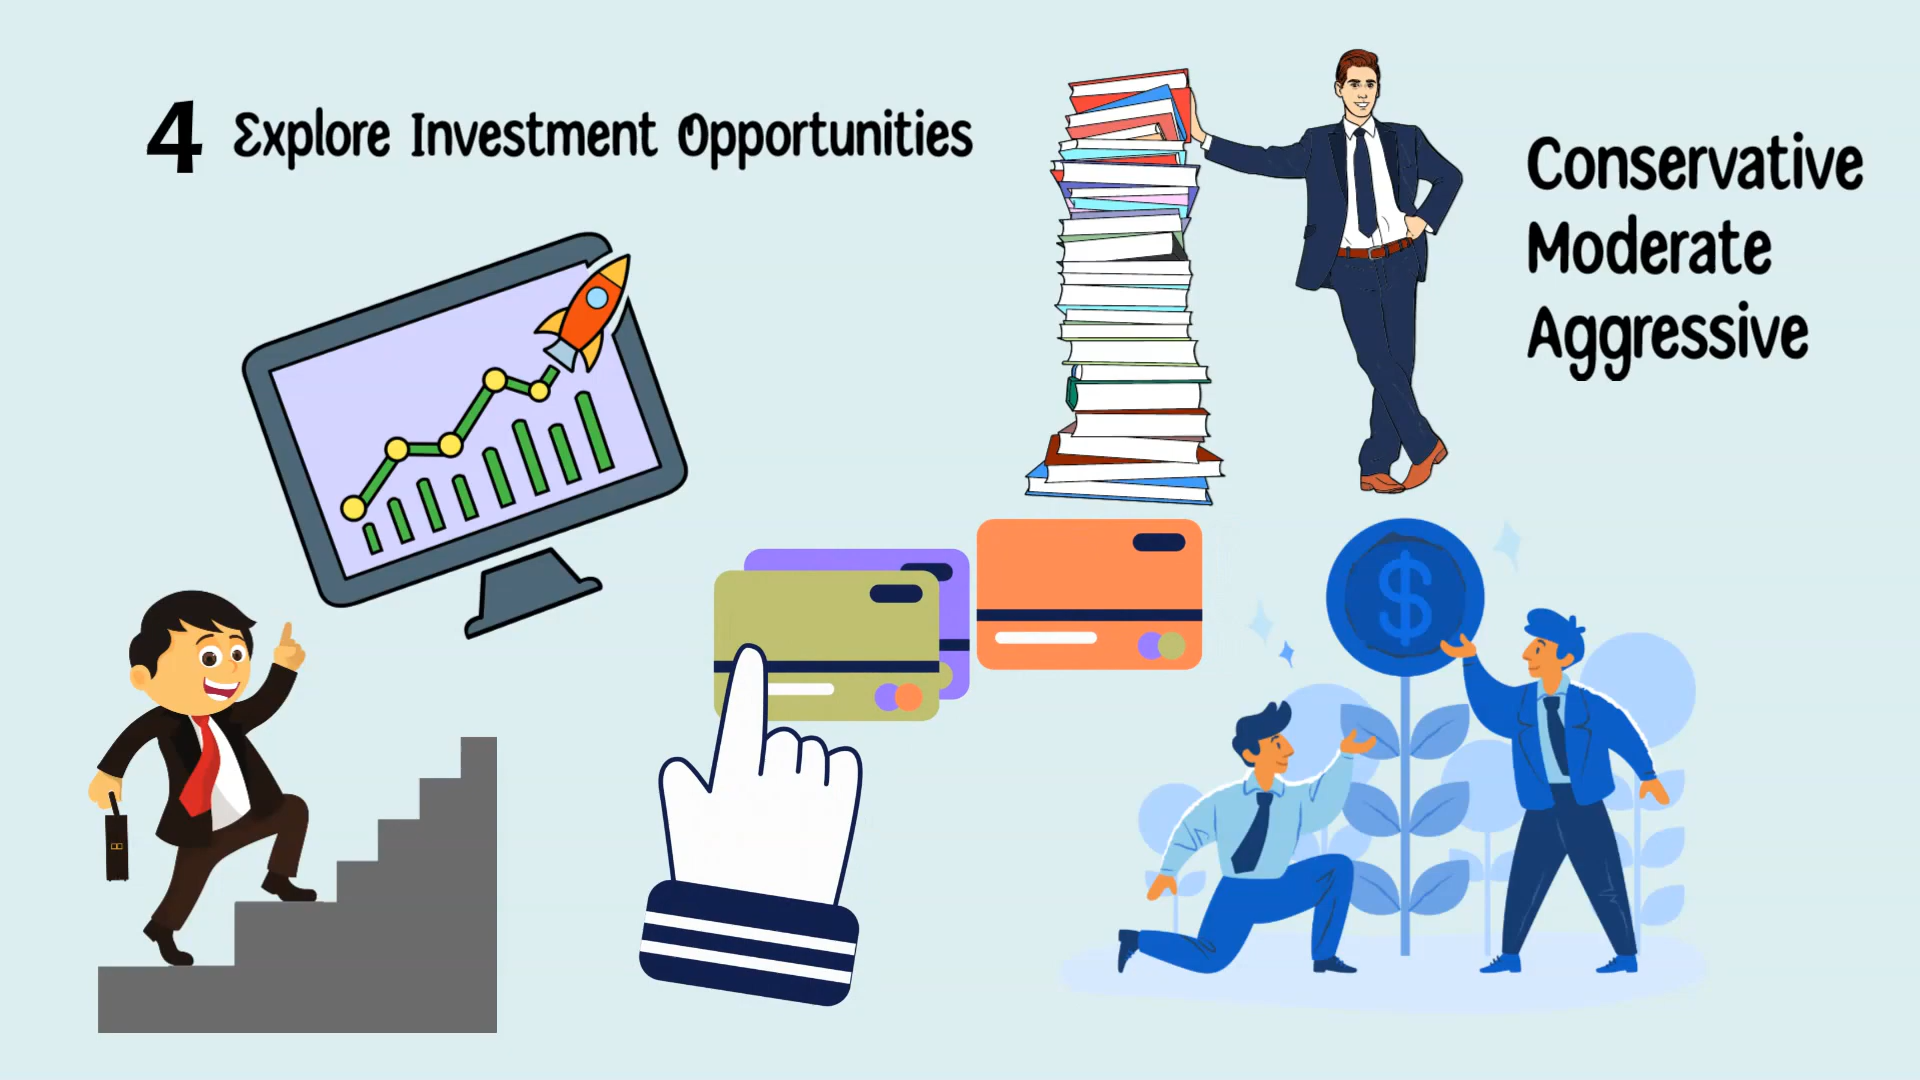 4 Explore Investment Opportunities
Conservative
Moderate
Aggressive
$